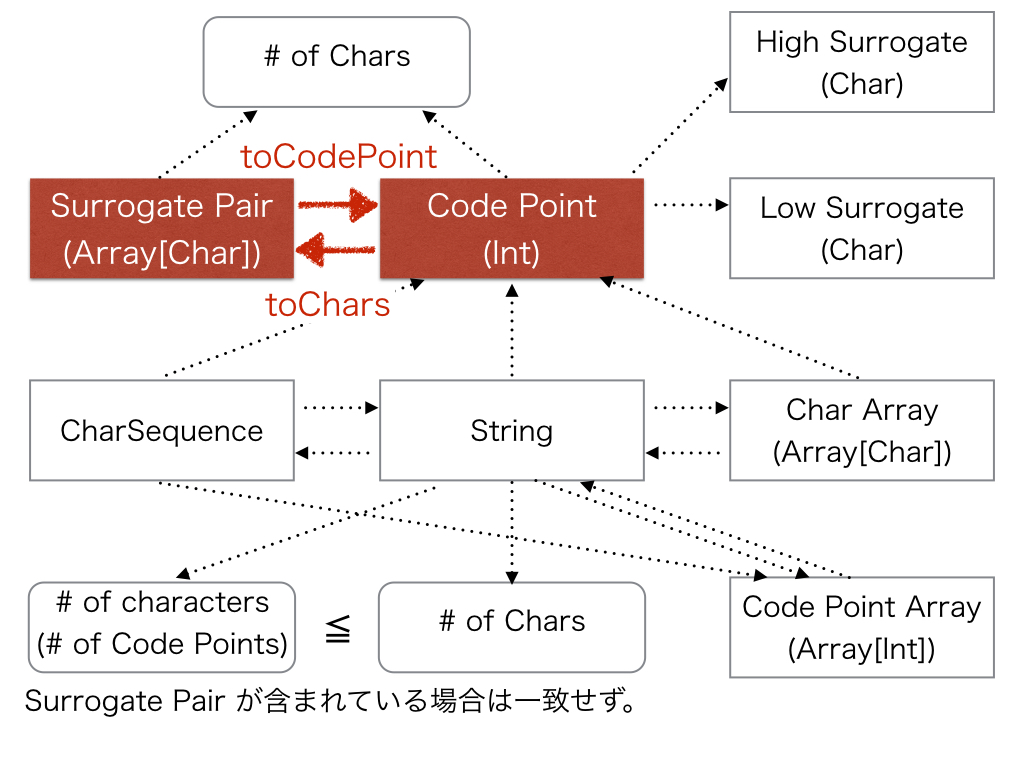 # of Chars
High Surrogate
(Char)
toCodePoint
Surrogate Pair
(Array[Char])
Code Point
(Int)
Low Surrogate
(Char)
toChars
CharSequence
String
Char Array
(Array[Char])
# of characters
(# of Code Points)
≦
# of Chars
Code Point Array
(Array[Int])
Surrogate Pair が含まれている場合は一致せず。